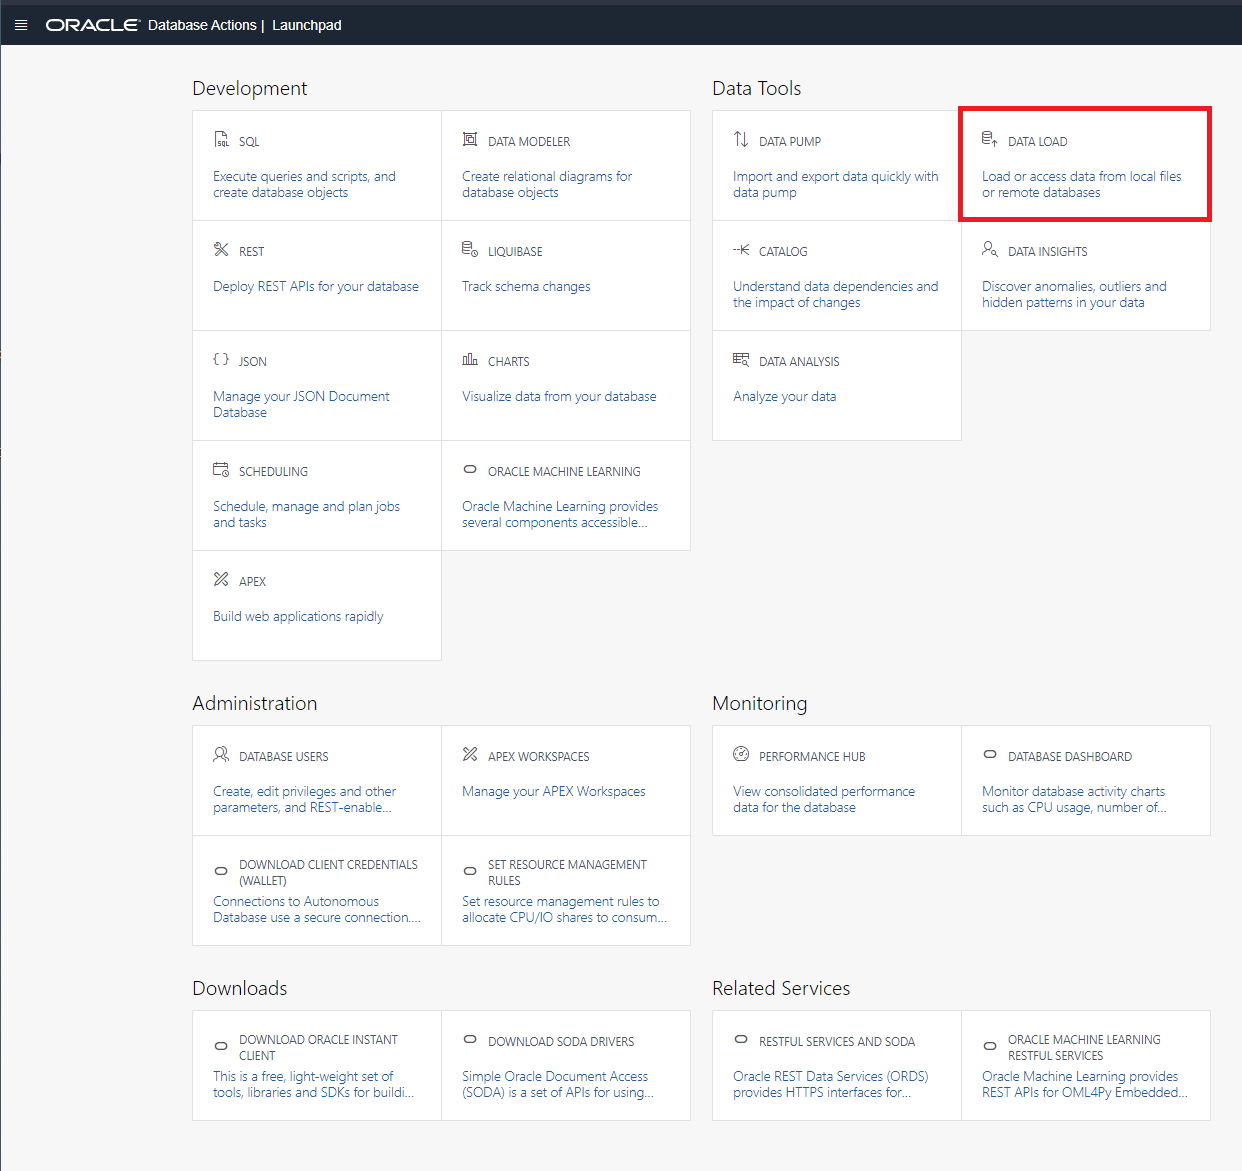 ORACLE Database Actions | Launchpad
Development
SQL
Execute queries and scripts, and
create database objects
DATA MODELER
Create relational diagrams for
database objects
REST
Deploy REST APIs for your database
LIQUIBASE
Track schema changes
{ } JSON
Manage your JSON Document
Database
CHARTS
Visualize data from your database
SCHEDULING
Schedule, manage and plan jobs
and tasks
ORACLE MACHINE LEARNING
Oracle Machine Learning provides
several components accessible...
APEX
Build web applications rapidly
Data Tools
DATA PUMP
Import and export data quickly with
data pump
DATA LOAD
Load or access data from local files
or remote databases
CATALOG
Understand data dependencies and
the impact of changes
DATA INSIGHTS
Discover anomalies, outliers and
hidden patterns in your data
DATA ANALYSIS
Analyze your data
Administration
DATABASE USERS
Create, edit privileges and other
parameters, and REST-enable...
APEX WORKSPACES
Manage your APEX Workspaces
DOWNLOAD CLIENT CREDENTIALS
(WALLET)
Connections to Autonomous
Database use a secure connection....
SET RESOURCE MANAGEMENT
RULES
Set resource management rules to
allocate CPU/IO shares to consum...
Monitoring
PERFORMANCE HUB
View consolidated performance
data for the database
DATABASE DASHBOARD
Monitor database activity charts
such as CPU usage, number of...
Downloads
DOWNLOAD ORACLE INSTANT
CLIENT
This is a free, light-weight set of
tools, libraries and SDKs for buildi...
DOWNLOAD SODA DRIVERS
Simple Oracle Document Access
(SODA) is a set of APIs for using...
Related Services
RESTFUL SERVICES AND SODA
Oracle REST Data Services (ORDS)
provides HTTPS interfaces for...
ORACLE MACHINE LEARNING
RESTFUL SERVICES
Oracle Machine Learning provides
REST APIs for OML4Py Embedded...